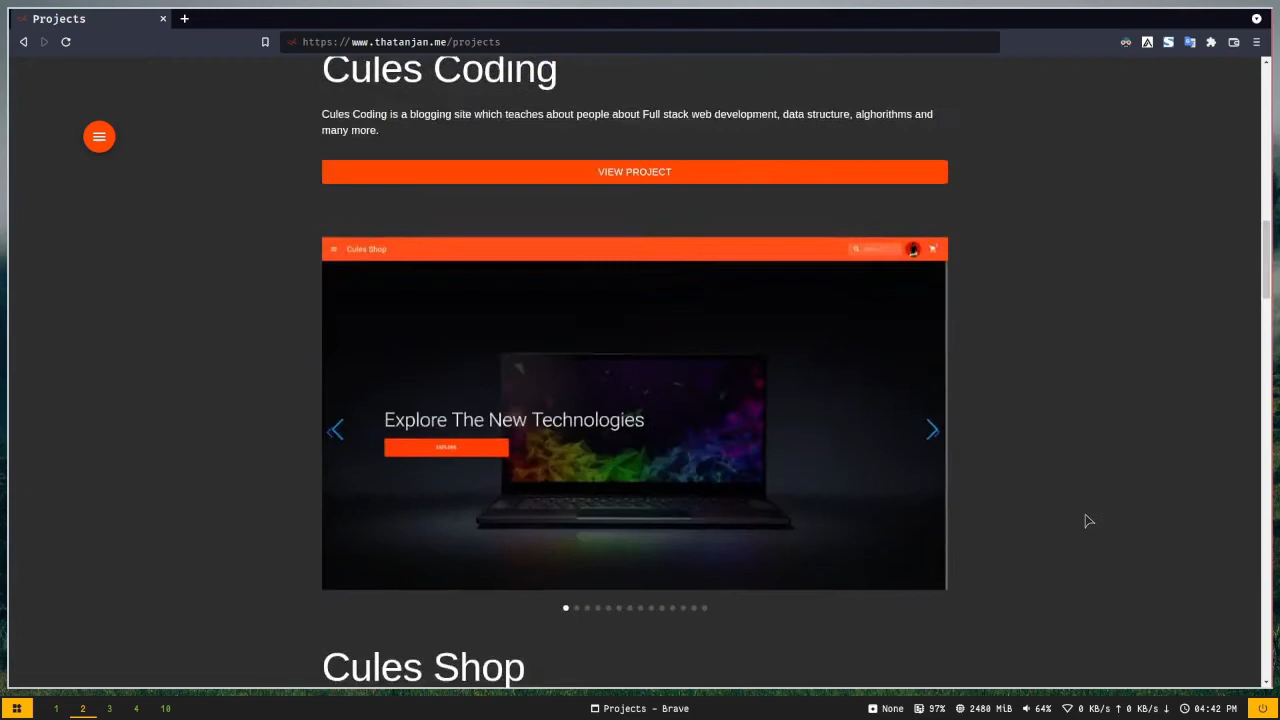 Projects
https://www.thatanjan.me/projects
Cules Coding
Cules Coding is a blogging site which teaches about people about Full stack web development, data structure, alghorithms and
many more.
VIEW PROJECT
Cules Shop
Explore The New Technologies
EXPLORE
Cules Shop
1 2 3 4 10
Projects - Brave
None 97% 2480 MiB 64% 0 KB/s ↑ 0 KB/s ↓ 04:42 PM